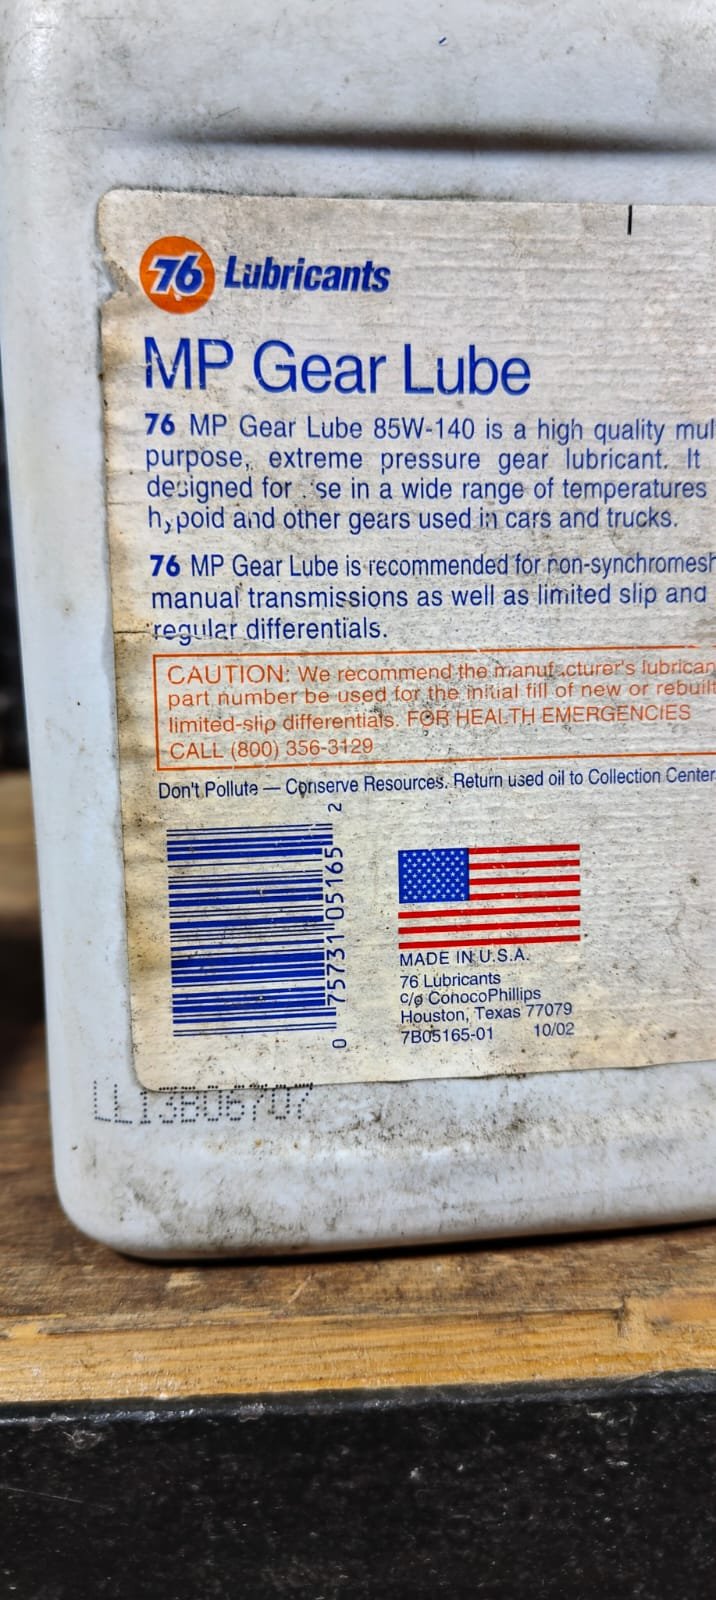 76 Lubricants
MP Gear Lube
76 MP Gear Lube 85W-140 is a high quality mul
purpose, extreme pressure gear lubricant. It
designed for se in a wide range of temperatures
hypoid and other gears used in cars and trucks.
76 MP Gear Lube is recommended for non-synchromesh
manual transmissions as well as limited slip and
regular differentials.
CAUTION: We recommend the manuf cturer's lubrican
part number be used for the initial fill of new or rebuilt
limited-slip differentials. FOR HEALTH EMERGENCIES
CALL (800) 356-3129
Don't Pollute — Conserve Resources. Return used oil to Collection Center
0 75731 05165 2
MADE IN U.S.A.
76 Lubricants
c/o ConocoPhillips
Houston, Texas 77079
7B05165-01 10/02
LL13B06707